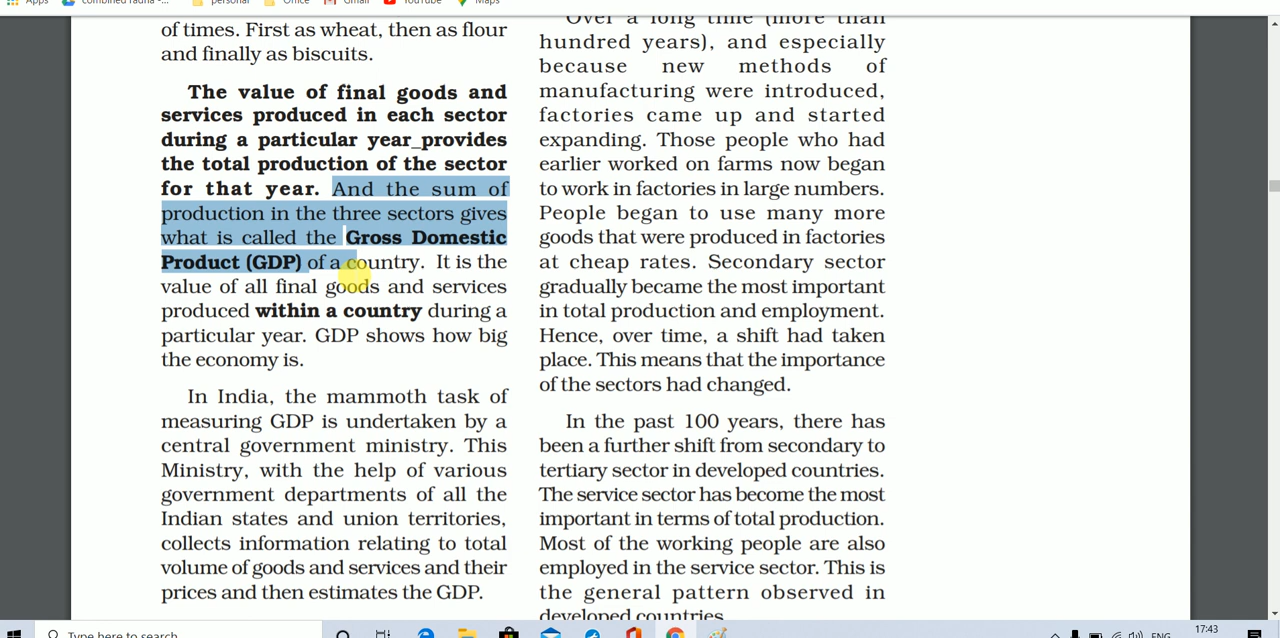 Apps combined radha -... personal Office Gmail YouTube Maps
of times. First as wheat, then as flour
and finally as biscuits.
The value of final goods and
services produced in each sector
during a particular year_provides
the total production of the sector
for that year. And the sum of
production in the three sectors gives
what is called the Gross Domestic
Product (GDP) of a country. It is the
value of all final goods and services
produced within a country during a
particular year. GDP shows how big
the economy is.
In India, the mammoth task of
measuring GDP is undertaken by a
central government ministry. This
Ministry, with the help of various
government departments of all the
Indian states and union territories,
collects information relating to total
volume of goods and services and their
prices and then estimates the GDP.
Over a long time (more than
hundred years), and especially
because new methods of
manufacturing were introduced,
factories came up and started
expanding. Those people who had
earlier worked on farms now began
to work in factories in large numbers.
People began to use many more
goods that were produced in factories
at cheap rates. Secondary sector
gradually became the most important
in total production and employment.
Hence, over time, a shift had taken
place. This means that the importance
of the sectors had changed.
In the past 100 years, there has
been a further shift from secondary to
tertiary sector in developed countries.
The service sector has become the most
important in terms of total production.
Most of the working people are also
employed in the service sector. This is
the general pattern observed in
developed countries.
Type here to search
ENG
17:43